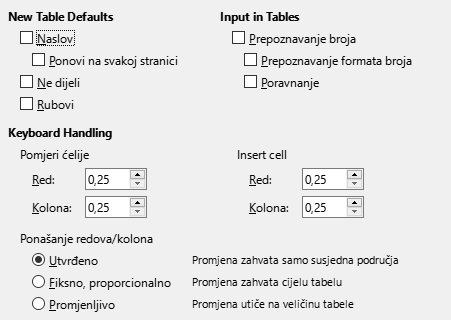 New Table Defaults
Input in Tables
Naslov
Prepoznavanje broja
Ponovi na svakoj stranici
Prepoznavanje formata broja
Ne dijeli
Poravnanje
Rubovi
Keyboard Handling
Pomjeri ćelije
Insert cell
Red: 0,25
Red: 0,25
Kolona: 0,25
Kolona: 0,25
Ponašanje redova/kolona
Utvrđeno
Promjena zahvata samo susjedna područja
Fiksno, proporcionalno
Promjena zahvata cijelu tabelu
Promjenljivo
Promjena utiče na veličinu tabele